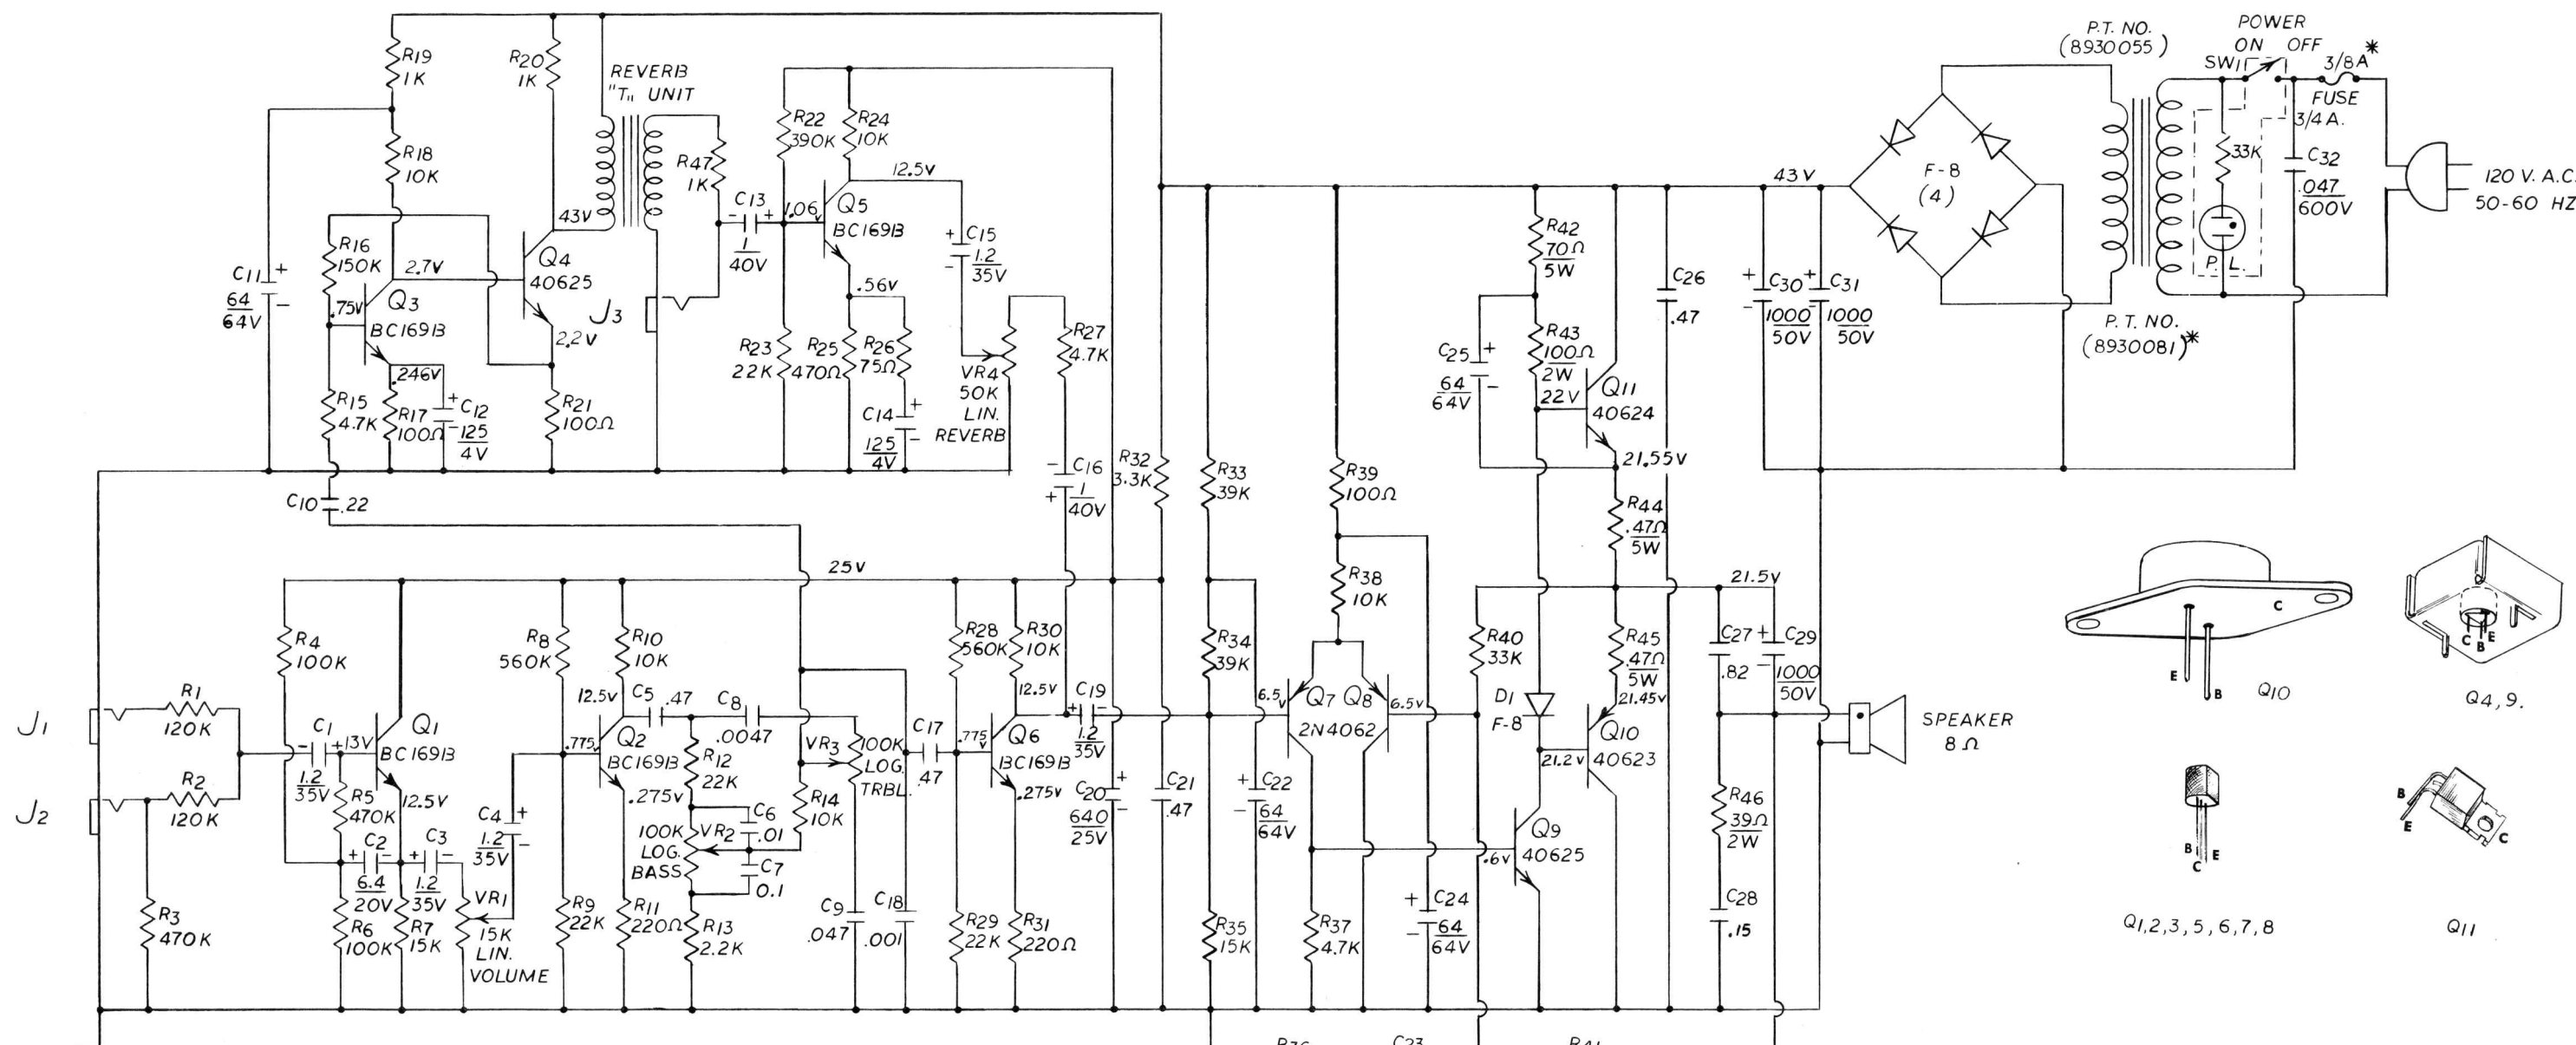 R19
1K
R20
1K
REVERB
"T" UNIT
R18
10K
R47
1K
R22
390K
R24
10K
12.5V
C13
1
40V
1.06V
Q5
BC169B
C15
1.2
35V
43V
R16
150K
2.7V
Q4
40625
C11
64
64V
.75V
Q3
BC169B
J3
.56V
2.2V
R23
22K
R25
470Ω
R26
75Ω
VR4
50K
LIN.
REVERB
R27
4.7K
.246V
R15
4.7K
R17
100Ω
C12
125
4V
R21
100Ω
C14
125
4V
C16
1
40V
R32
3.3K
C10
.22
R33
39K
R39
100Ω
43V
R42
70Ω
5W
C26
.47
C30
1000
50V
C31
1000
50V
R43
100Ω
2W
C25
64
64V
22V
Q11
40624
21.55V
R44
.47Ω
5W
F-8
(4)
P.T. NO.
(8930055)
POWER
ON OFF
SW1
3/8A*
FUSE
3/4A.
33K
C32
.047
600V
P.L.
120 V.A.C.
50-60 HZ
P.T. NO.
(8930081)*
25V
R4
100K
R1
120K
J1
C1
1.2
35V
13V
Q1
BC169B
R2
120K
J2
R5
470K
12.5V
C2
6.4
20V
C3
1.2
35V
R3
470K
R6
100K
R7
15K
VR1
15K
LIN.
VOLUME
C4
1.2
35V
R8
560K
R10
10K
12.5V
C5
.47
C8
.0047
.775V
Q2
BC169B
.275V
R12
22K
100K
LOG.
BASS
VR2
C6
.01
C7
0.1
R9
22K
R11
220Ω
R13
2.2K
VR3
100K
LOG.
TRBL.
R14
10K
C9
.047
C18
.001
C17
.47
R28
560K
R30
10K
12.5V
.775V
Q6
BC169B
.275V
C19
1.2
35V
R29
22K
R31
220Ω
C20
640
25V
C21
.47
R34
39K
C22
64
64V
R35
15K
R38
10K
6.5V
Q7
Q8
2N4062
6.5V
R37
4.7K
C24
64
64V
R40
33K
D1
F-8
R45
.47Ω
5W
21.5V
21.45V
Q10
40623
21.2V
Q9
40625
.6V
C27
.82
C29
1000
50V
R46
39Ω
2W
C28
.15
SPEAKER
8Ω
C
E
B
Q10
C
B
E
Q4,9.
B
C
E
Q1,2,3,5,6,7,8
B
E
C
Q11
R36
C23
R41